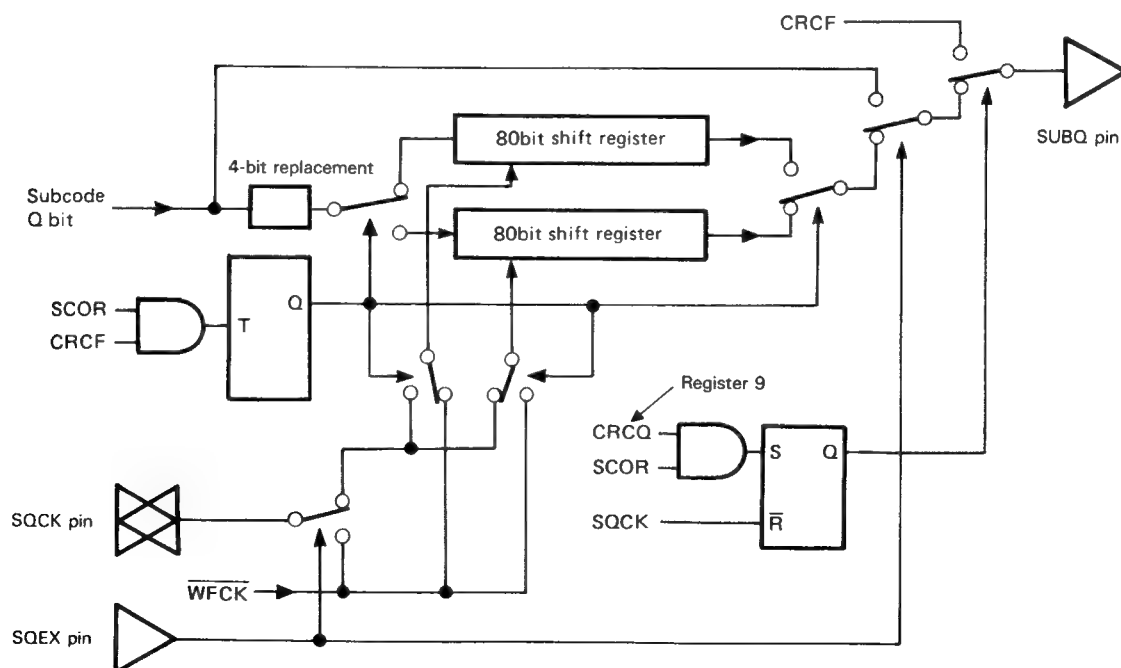 CRCF
SUBQ pin
80bit shift register
4-bit replacement
Subcode
Q bit
80bit shift register
SCOR
CRCF
T
Q
Register 9
CRCQ
SCOR
S
Q
SQCK
R̅
SQCK pin
W̅F̅C̅K̅
SQEX pin